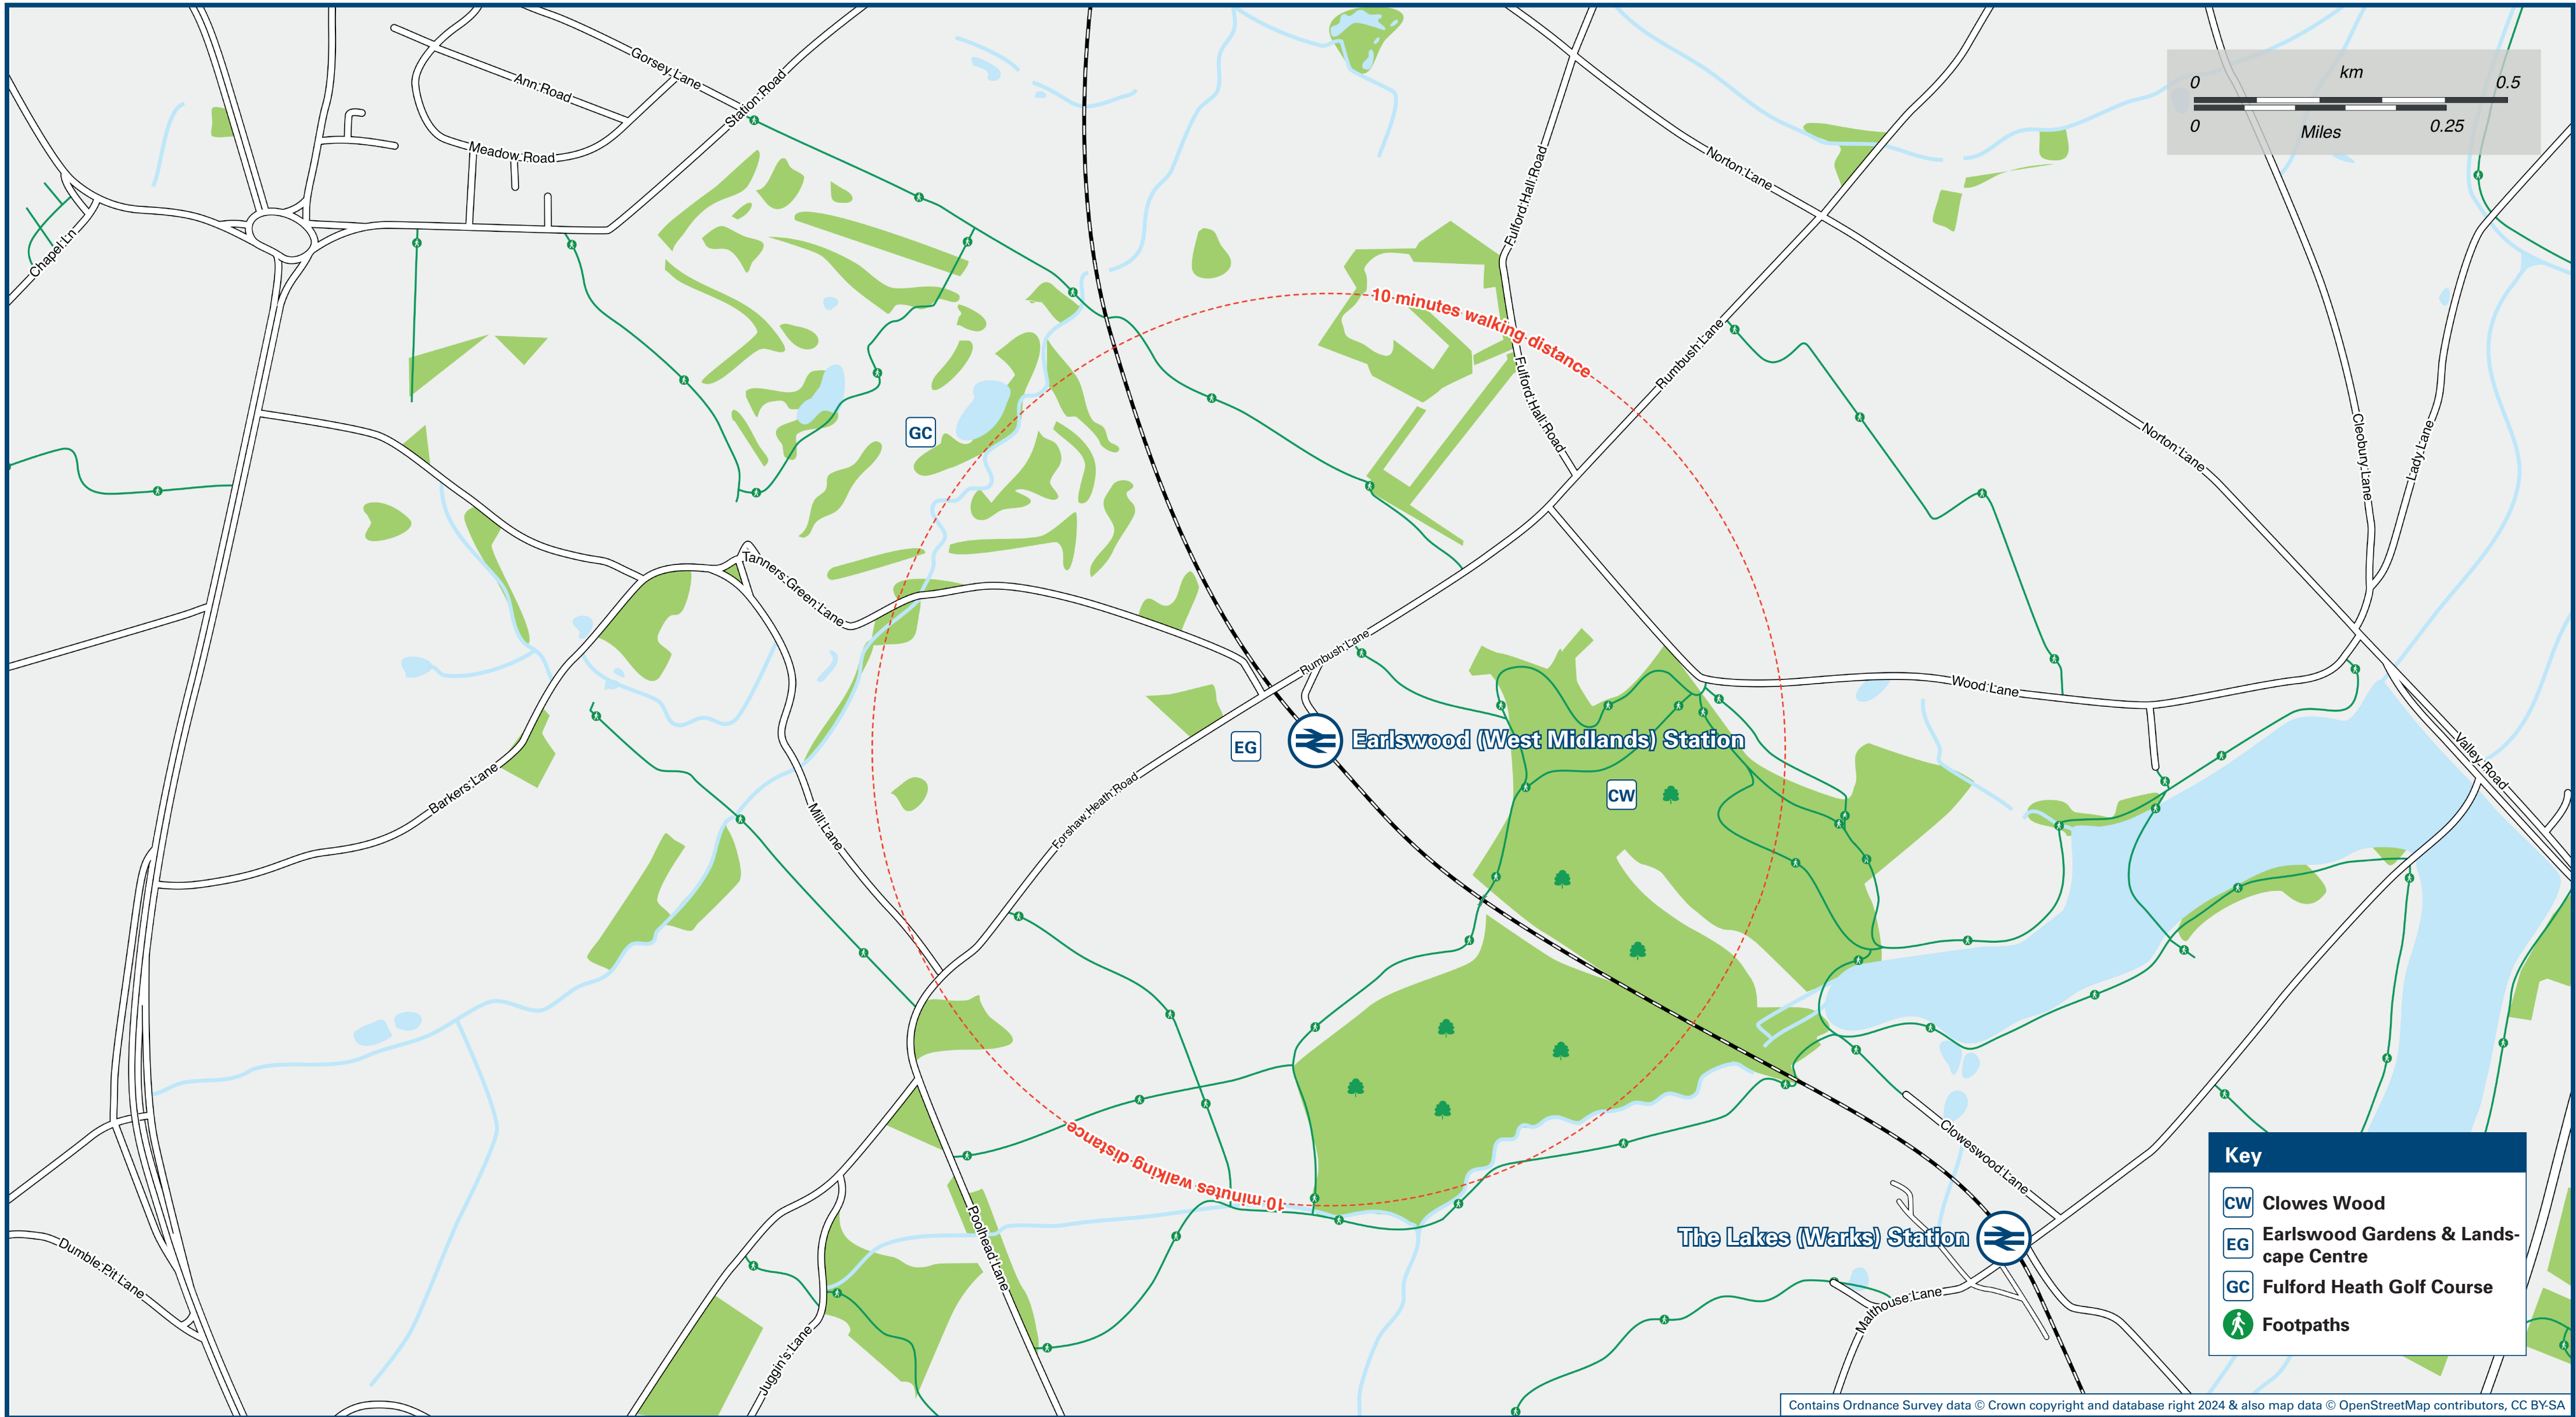 Gorsey Lane
Ann Road
Station Road
Meadow Road
Chapel Ln
km
0
0.5
0
0.25
Miles
Norton Lane
Fulford Hall Road
10 minutes walking distance
Rumbush Lane
Fulford Hall Road
GC
Norton Lane
Cleobury Lane
Lady Lane
Tanners Green Lane
Rumbush Lane
Wood Lane
EG
Earlswood (West Midlands) Station
Valley Road
CW
Barkers Lane
Mill Lane
Forshaw Heath Road
10 minutes walking distance
Cloweswood Lane
Poolhead Lane
The Lakes (Warks) Station
Dumble Pit Lane
Malthouse Lane
Juggin's Lane
Key
CW Clowes Wood
EG Earlswood Gardens & Lands-
cape Centre
GC Fulford Heath Golf Course
Footpaths
Contains Ordnance Survey data © Crown copyright and database right 2024 & also map data © OpenStreetMap contributors, CC BY-SA